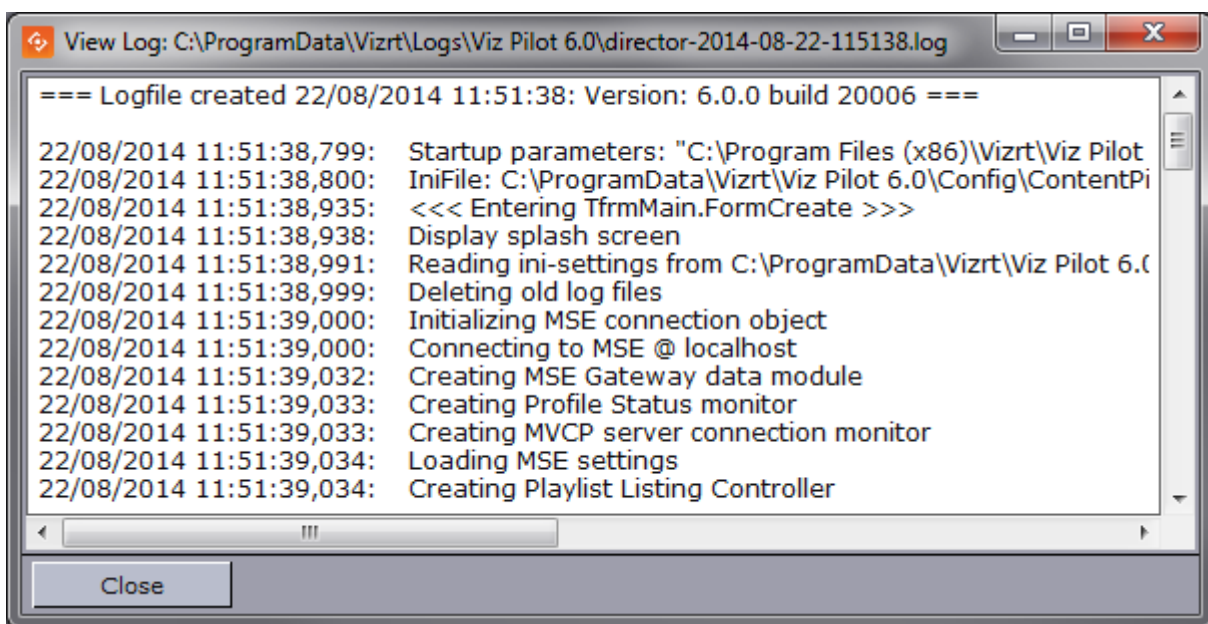 View Log: C:\ProgramData\Vizrt\Logs\Viz Pilot 6.0\director-2014-08-22-115138.log
=== Logfile created 22/08/2014 11:51:38: Version: 6.0.0 build 20006 ===
22/08/2014 11:51:38,799: Startup parameters: "C:\Program Files (x86)\Vizrt\Viz Pilot
22/08/2014 11:51:38,800: IniFile: C:\ProgramData\Vizrt\Viz Pilot 6.0\Config\ContentPi
22/08/2014 11:51:38,935: <<< Entering TfrmMain.FormCreate >>>
22/08/2014 11:51:38,938: Display splash screen
22/08/2014 11:51:38,991: Reading ini-settings from C:\ProgramData\Vizrt\Viz Pilot 6.0
22/08/2014 11:51:38,999: Deleting old log files
22/08/2014 11:51:39,000: Initializing MSE connection object
22/08/2014 11:51:39,000: Connecting to MSE @ localhost
22/08/2014 11:51:39,032: Creating MSE Gateway data module
22/08/2014 11:51:39,033: Creating Profile Status monitor
22/08/2014 11:51:39,033: Creating MVCP server connection monitor
22/08/2014 11:51:39,034: Loading MSE settings
22/08/2014 11:51:39,034: Creating Playlist Listing Controller
Close